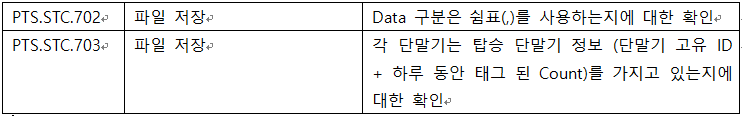 PTS.STC.702 파일 저장 Data 구분은 쉼표(,)를 사용하는지에 대한 확인
PTS.STC.703 파일 저장 각 단말기는 탑승 단말기 정보 (단말기 고유 ID
+ 하루 동안 태그 된 Count)를 가지고 있는지에
대한 확인